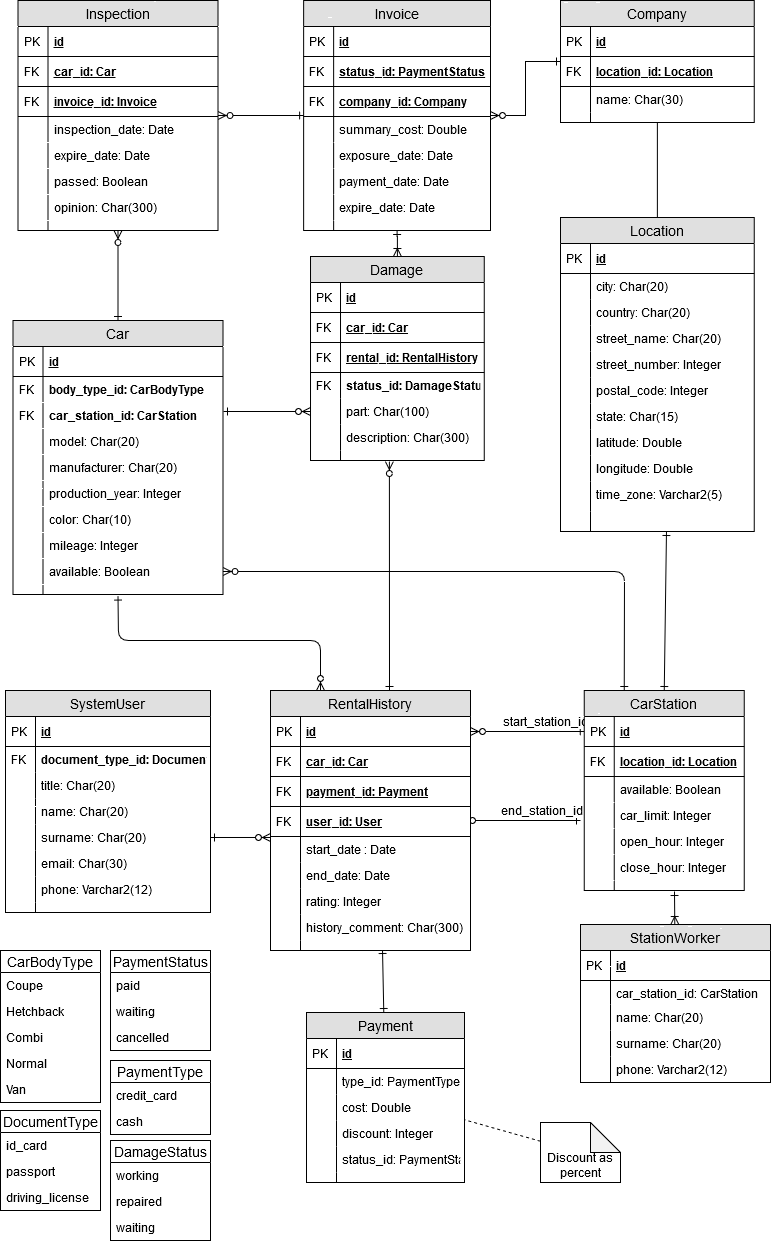 Inspection
PK id
FK car_id: Car
FK invoice_id: Invoice
inspection_date: Date
expire_date: Date
passed: Boolean
opinion: Char(300)
Invoice
PK id
FK status_id: PaymentStatus
FK company_id: Company
summary_cost: Double
exposure_date: Date
payment_date: Date
expire_date: Date
Company
PK id
FK location_id: Location
name: Char(30)
Location
PK id
city: Char(20)
country: Char(20)
street_name: Char(20)
street_number: Integer
postal_code: Integer
state: Char(15)
latitude: Double
longitude: Double
time_zone: Varchar2(5)
Damage
PK id
FK car_id: Car
FK rental_id: RentalHistory
FK status_id: DamageStatu
part: Char(100)
description: Char(300)
Car
PK id
FK body_type_id: CarBodyType
FK car_station_id: CarStation
model: Char(20)
manufacturer: Char(20)
production_year: Integer
color: Char(10)
mileage: Integer
available: Boolean
SystemUser
PK id
FK document_type_id: Documen
title: Char(20)
name: Char(20)
surname: Char(20)
email: Char(30)
phone: Varchar2(12)
RentalHistory
PK id
FK car_id: Car
FK payment_id: Payment
FK user_id: User
start_date : Date
end_date: Date
rating: Integer
history_comment: Char(300)
start_station_id
end_station_id
CarStation
PK id
FK location_id: Location
available: Boolean
car_limit: Integer
open_hour: Integer
close_hour: Integer
StationWorker
PK id
car_station_id: CarStation
name: Char(20)
surname: Char(20)
phone: Varchar2(12)
CarBodyType
Coupe
Hetchback
Combi
Normal
Van
PaymentStatus
paid
waiting
cancelled
PaymentType
credit_card
cash
DocumentType
id_card
passport
driving_license
DamageStatus
working
repaired
waiting
Payment
PK id
type_id: PaymentType
cost: Double
discount: Integer
status_id: PaymentSta
Discount as
percent